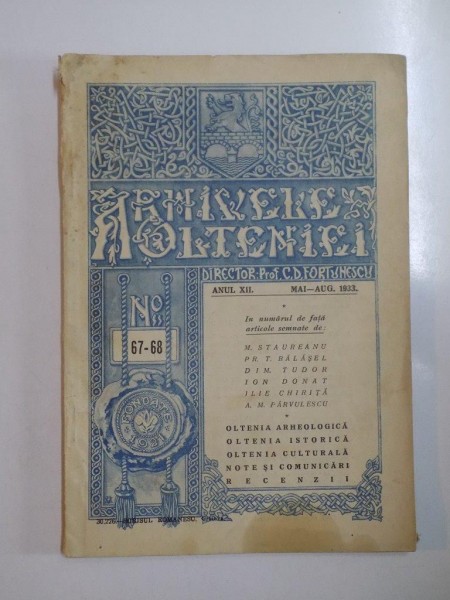 ARHIVELE
OLTENIEI
DIRECTOR-Prof. C.D. FORTUNESCU
ANUL XII. MAI—AUG. 1933.
No
67-68
In numărul de față
articole semnate de:
M. STAUREANU
PR. T. BĂLĂȘEL
DIM. TUDOR
ION DONAT
ILIE CHIRIȚĂ
A. M. PÂRVULESCU
OLTENIA ARHEOLOGICĂ
OLTENIA ISTORICĂ
OLTENIA CULTURALĂ
NOTE ȘI COMUNICĂRI
RECENZII
ROMÂNESC